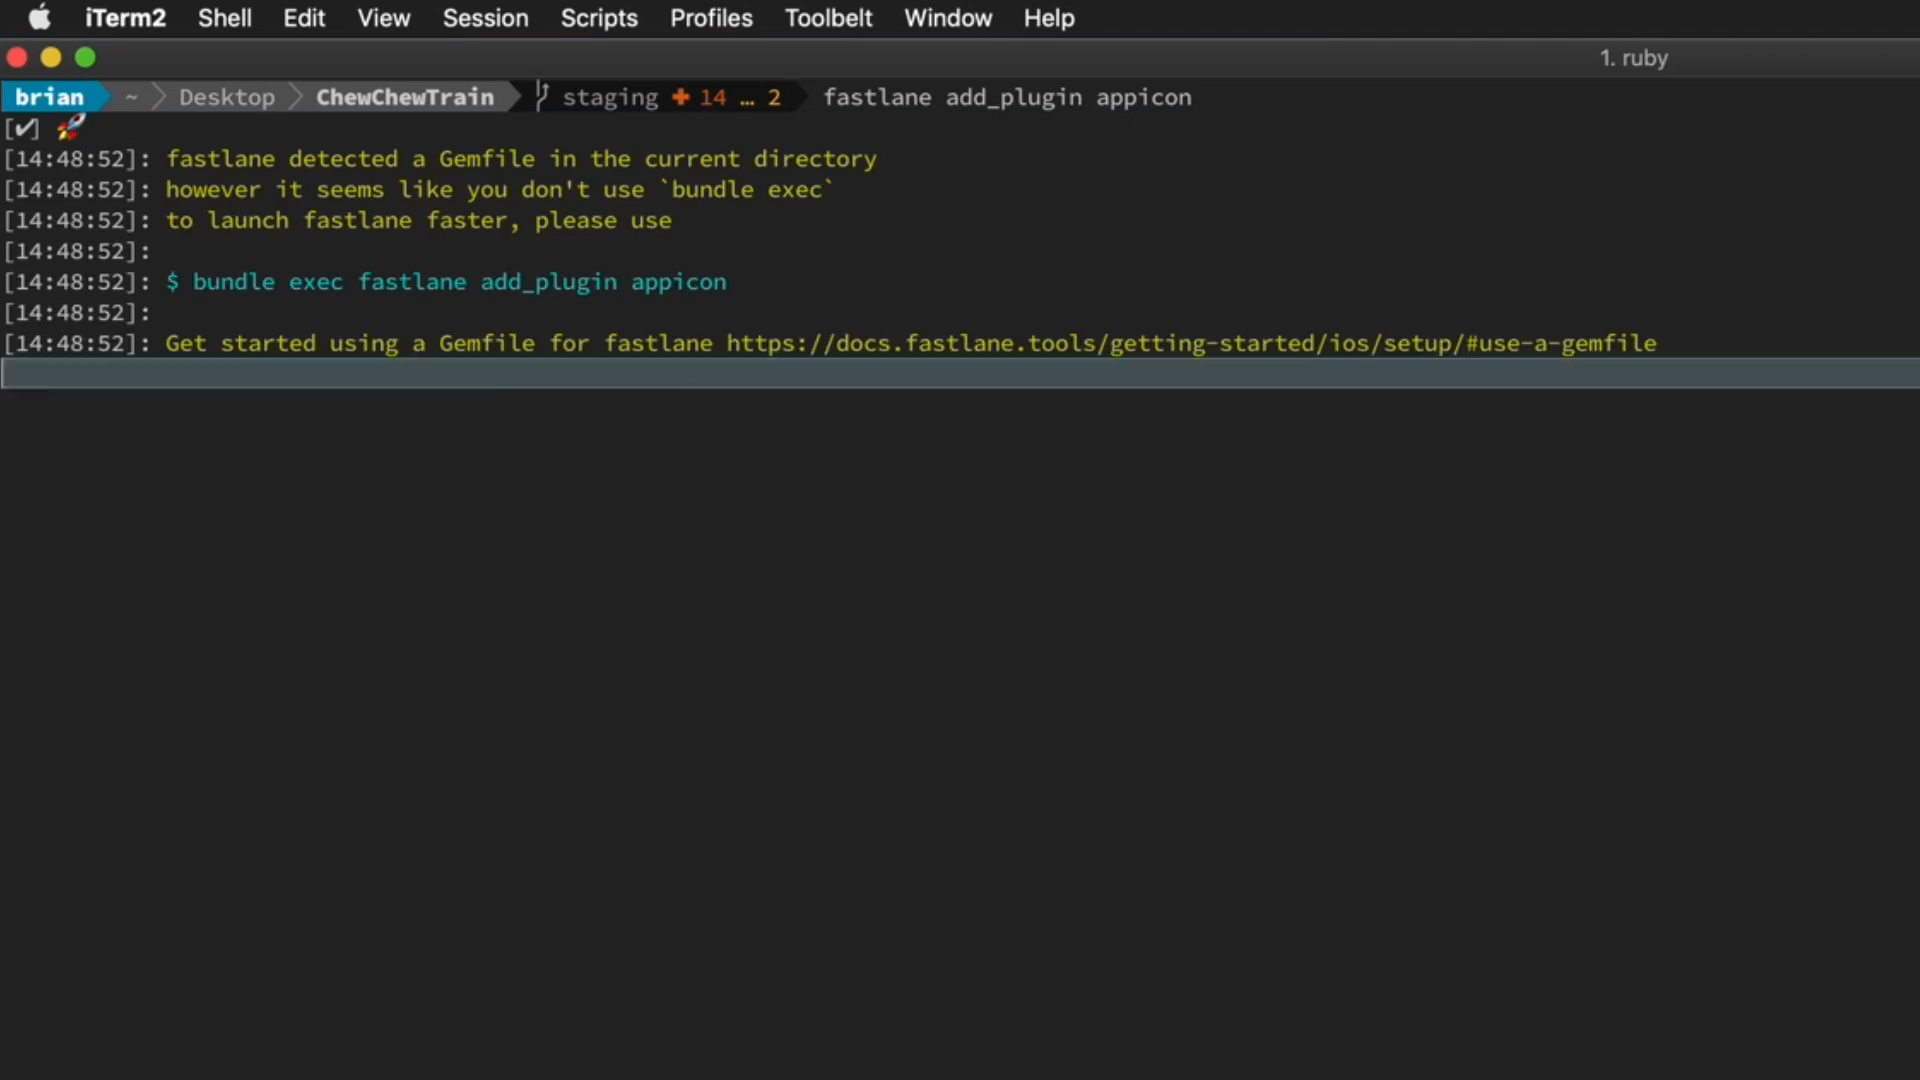 iTerm2 Shell Edit View Session Scripts Profiles Toolbelt Window Help
1. ruby
brian ~ Desktop ChewChewTrain staging ✚ 14 … 2 fastlane add_plugin appicon
[✔] 🚀
[14:48:52]: fastlane detected a Gemfile in the current directory
[14:48:52]: however it seems like you don't use `bundle exec`
[14:48:52]: to launch fastlane faster, please use
[14:48:52]:
[14:48:52]: $ bundle exec fastlane add_plugin appicon
[14:48:52]:
[14:48:52]: Get started using a Gemfile for fastlane https://docs.fastlane.tools/getting-started/ios/setup/#use-a-gemfile